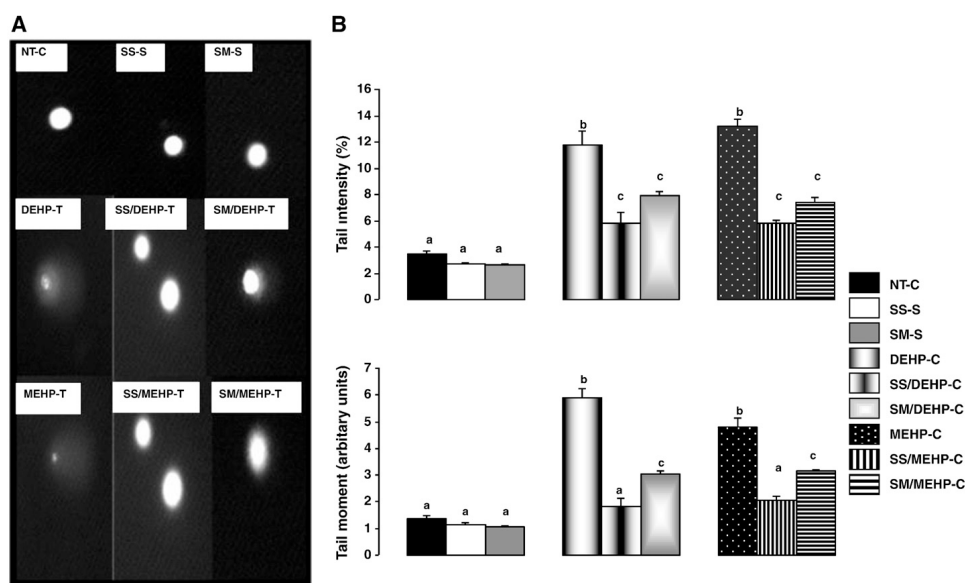 A
B
NT-C
SS-S
SM-S
DEHP-T
SS/DEHP-T
SM/DEHP-T
MEHP-T
SS/MEHP-T
SM/MEHP-T
Tail intensity (%)
16
14
12
10
8
6
4
2
0
a
a
a
b
c
c
b
c
c
Tail moment (arbitary units)
7
6
5
4
3
2
1
0
a
a
a
b
a
c
b
a
c
NT-C
SS-S
SM-S
DEHP-C
SS/DEHP-C
SM/DEHP-C
MEHP-C
SS/MEHP-C
SM/MEHP-C